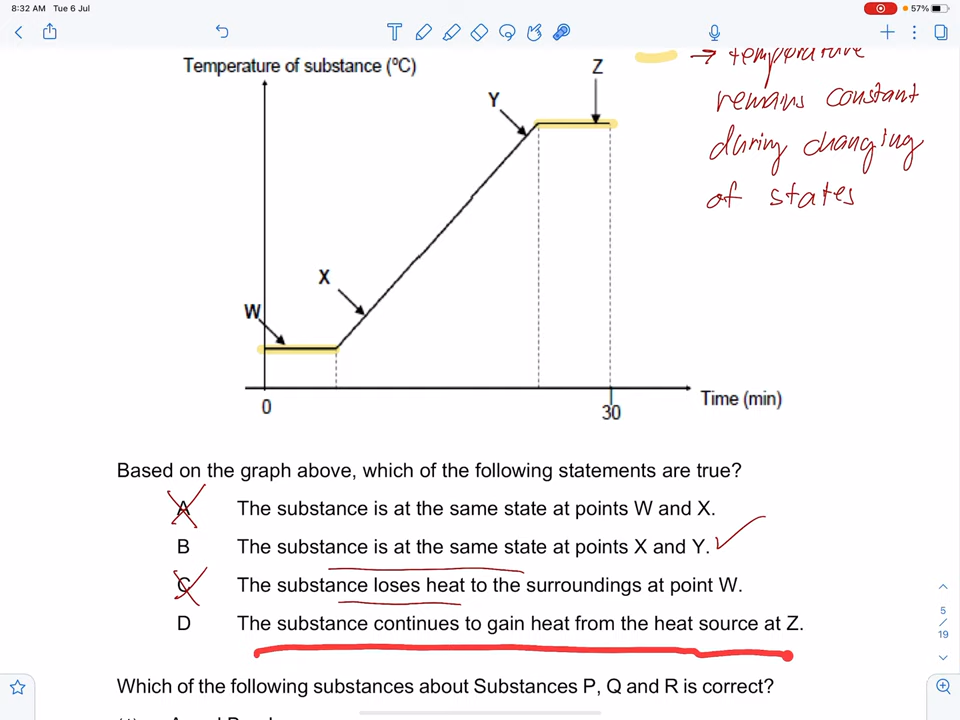 8:32 AM Tue 6 Jul
57%
Temperature of substance (°C)
Z
→ temperature
remains constant
during changing
of states
Y
X
W
0
30
Time (min)
Based on the graph above, which of the following statements are true?
A The substance is at the same state at points W and X.
B The substance is at the same state at points X and Y.
C The substance loses heat to the surroundings at point W.
D The substance continues to gain heat from the heat source at Z.
5
/
19
Which of the following substances about Substances P, Q and R is correct?